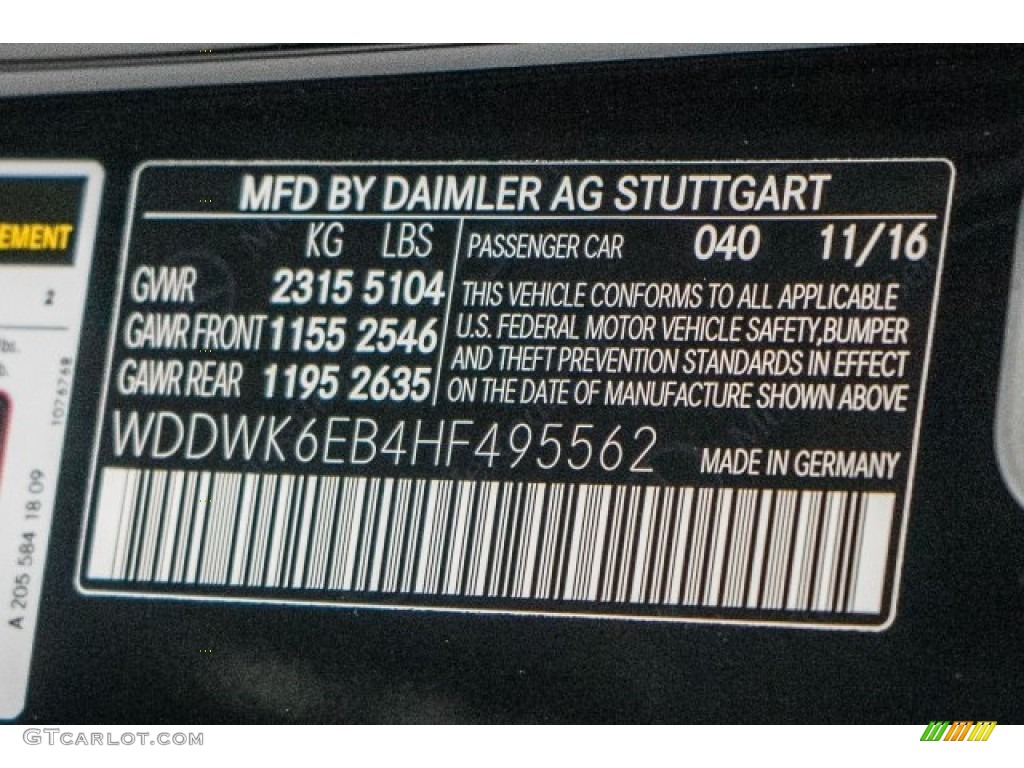 MFD BY DAIMLER AG STUTTGART
KG LBS
GVWR 2315 5104
GAWR FRONT 1155 2546
GAWR REAR 1195 2635
PASSENGER CAR 040 11/16
THIS VEHICLE CONFORMS TO ALL APPLICABLE
U.S. FEDERAL MOTOR VEHICLE SAFETY, BUMPER
AND THEFT PREVENTION STANDARDS IN EFFECT
ON THE DATE OF MANUFACTURE SHOWN ABOVE
WDDWK6EB4HF495562 MADE IN GERMANY
EMENT
2
lbs.
1076768
A 205 584 18 09
GTCARLOT.COM